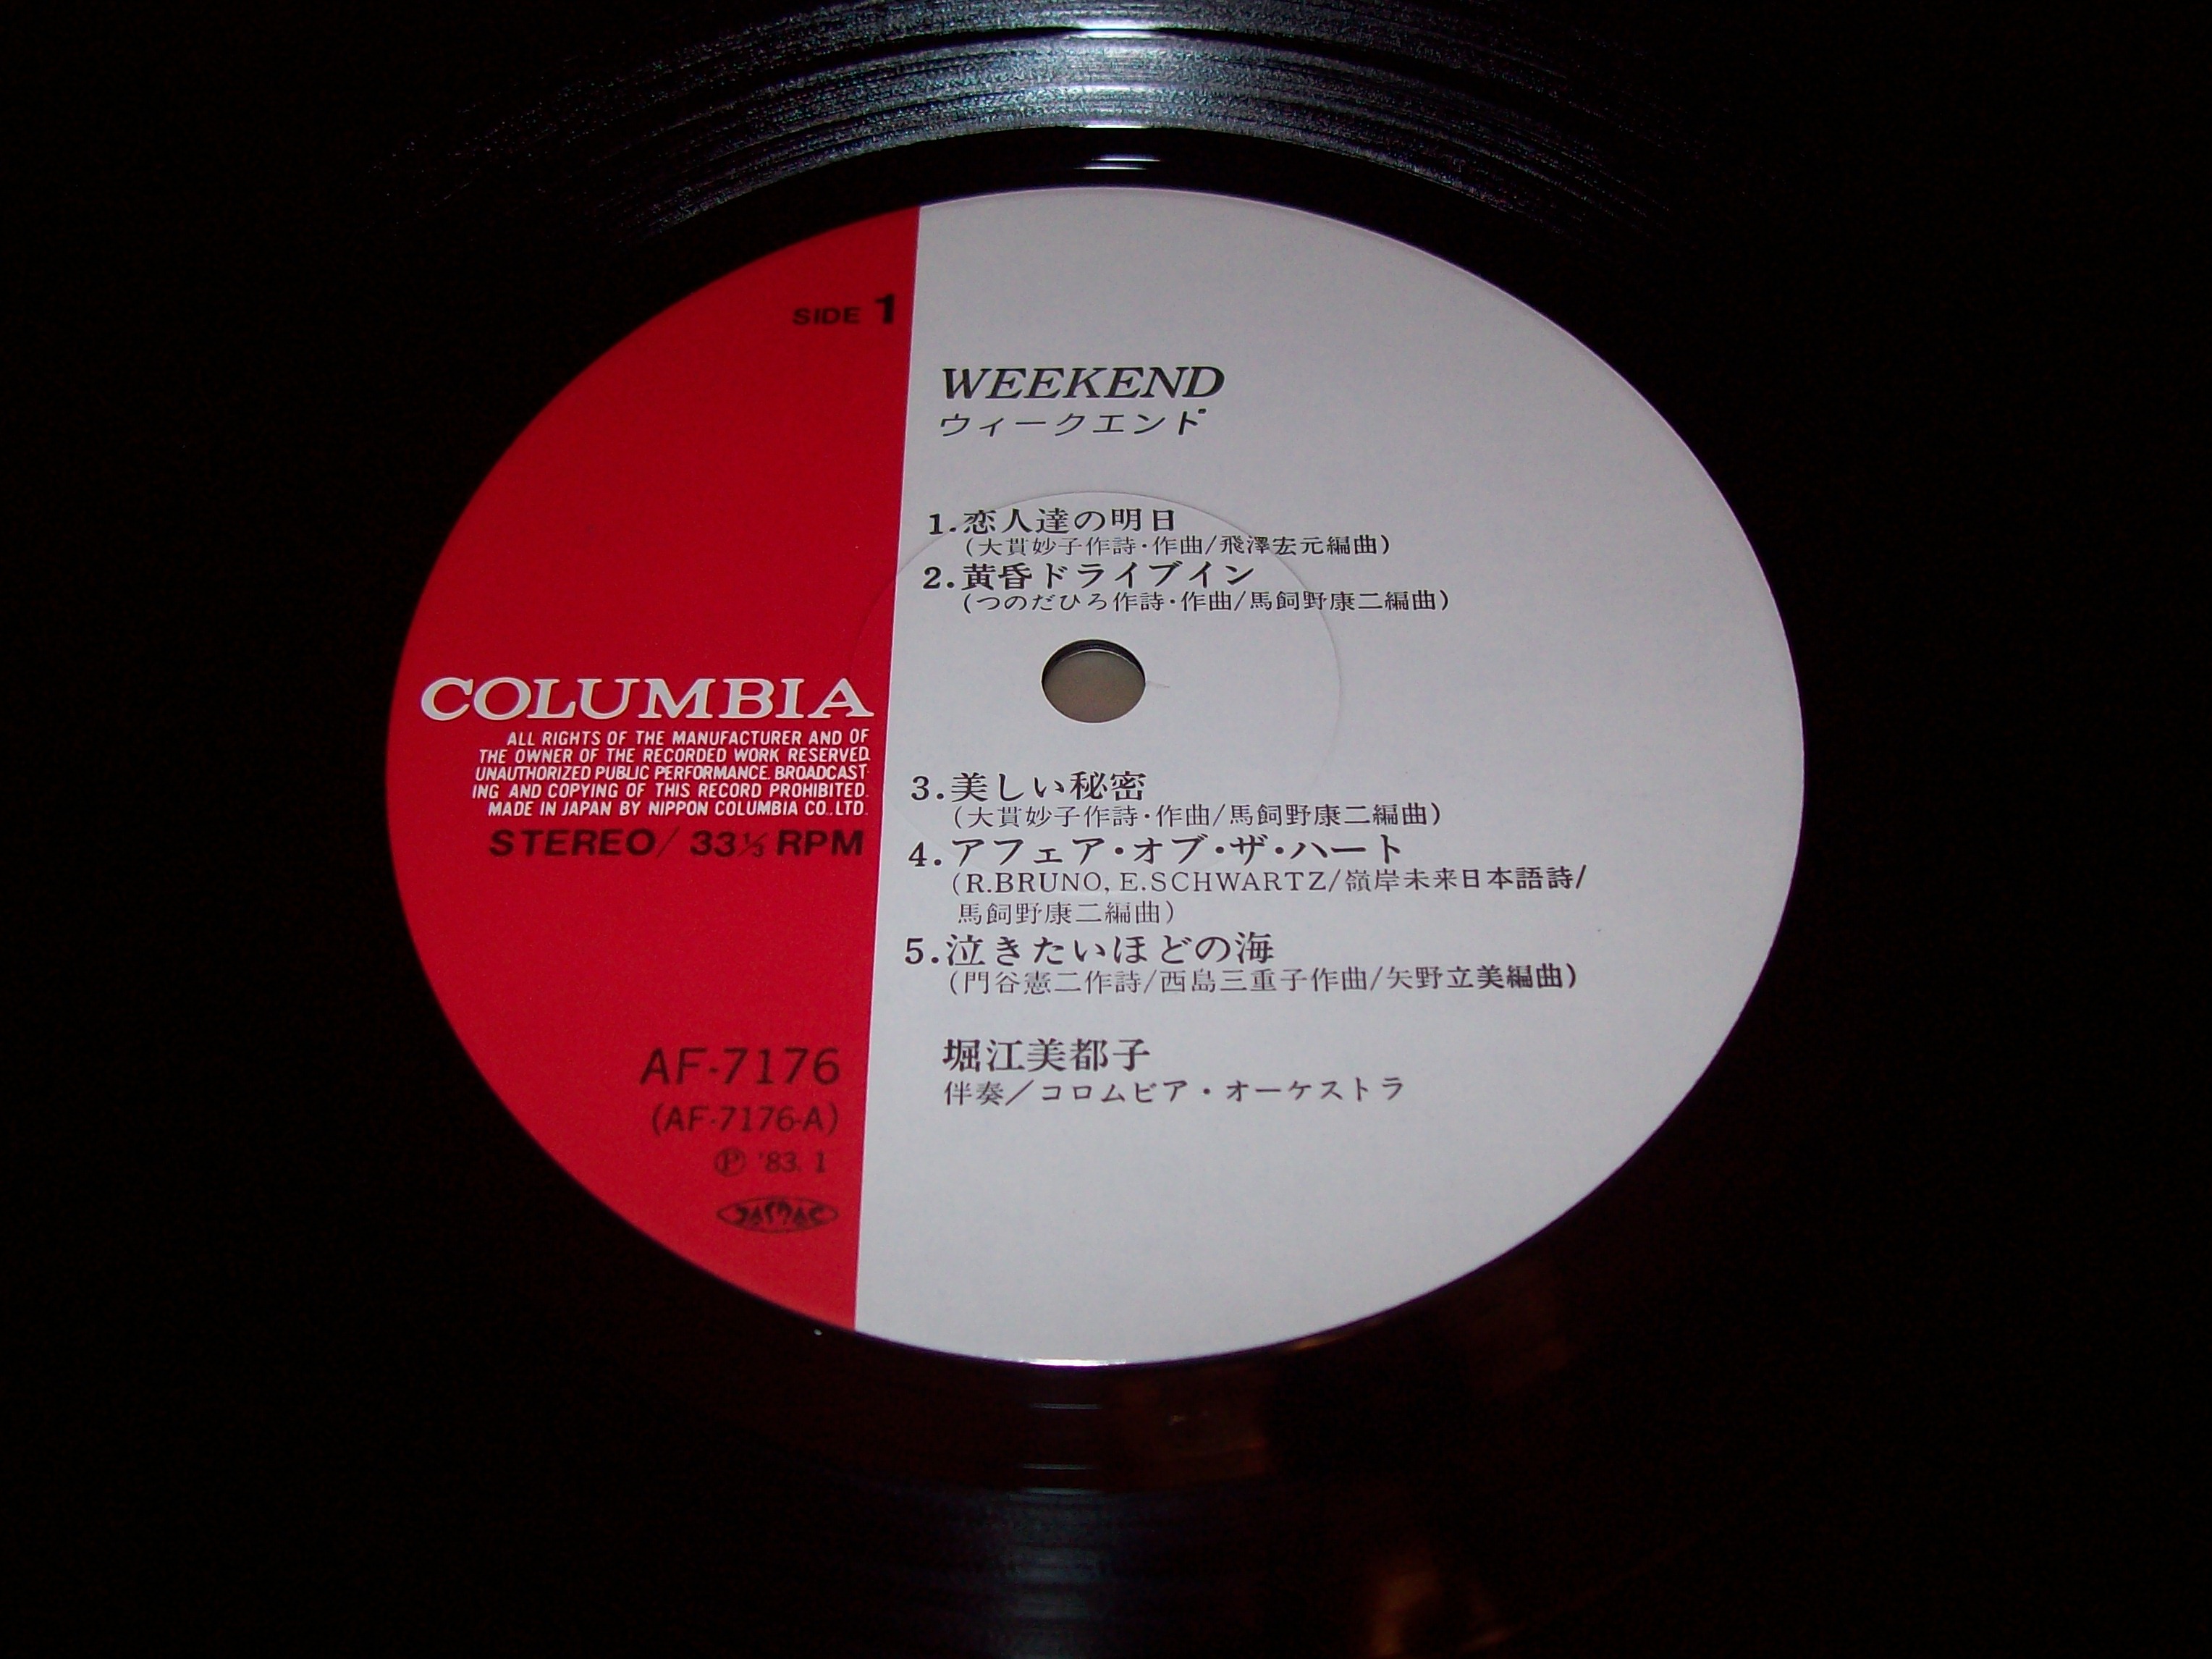 SIDE 1
WEEKEND
ウィークエンド
1.恋人達の明日
(大貫妙子作詩·作曲/飛澤宏元編曲)
2.黄昏ドライブイン
(つのだひろ作詩·作曲/馬飼野康二編曲)
3.美しい秘密
(大貫妙子作詩·作曲/馬飼野康二編曲)
4.アフェア・オブ・ザ・ハート
(R.BRUNO, E.SCHWARTZ/嶺岸未来日本語詩/
馬飼野康二編曲)
5.泣きたいほどの海
(門谷憲二作詩/西島三重子作曲/矢野立美編曲)
堀江美都子
伴奏／コロムビア・オーケストラ
COLUMBIA
ALL RIGHTS OF THE MANUFACTURER AND OF
THE OWNER OF THE RECORDED WORK RESERVED.
UNAUTHORIZED PUBLIC PERFORMANCE. BROADCAST-
ING AND COPYING OF THIS RECORD PROHIBITED.
MADE IN JAPAN BY NIPPON COLUMBIA CO.,LTD.
STEREO/ 33⅓ RPM
AF-7176
(AF-7176-A)
Ⓟ '83. 1
JASRAC